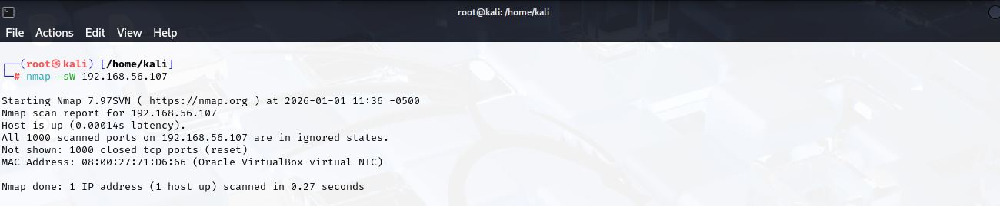 root@kali: /home/kali
File Actions Edit View Help
┌──(root㉿kali)-[/home/kali]
└─# nmap -sW 192.168.56.107
Starting Nmap 7.97SVN ( https://nmap.org ) at 2026-01-01 11:36 -0500
Nmap scan report for 192.168.56.107
Host is up (0.00014s latency).
All 1000 scanned ports on 192.168.56.107 are in ignored states.
Not shown: 1000 closed tcp ports (reset)
MAC Address: 08:00:27:71:D6:66 (Oracle VirtualBox virtual NIC)
Nmap done: 1 IP address (1 host up) scanned in 0.27 seconds